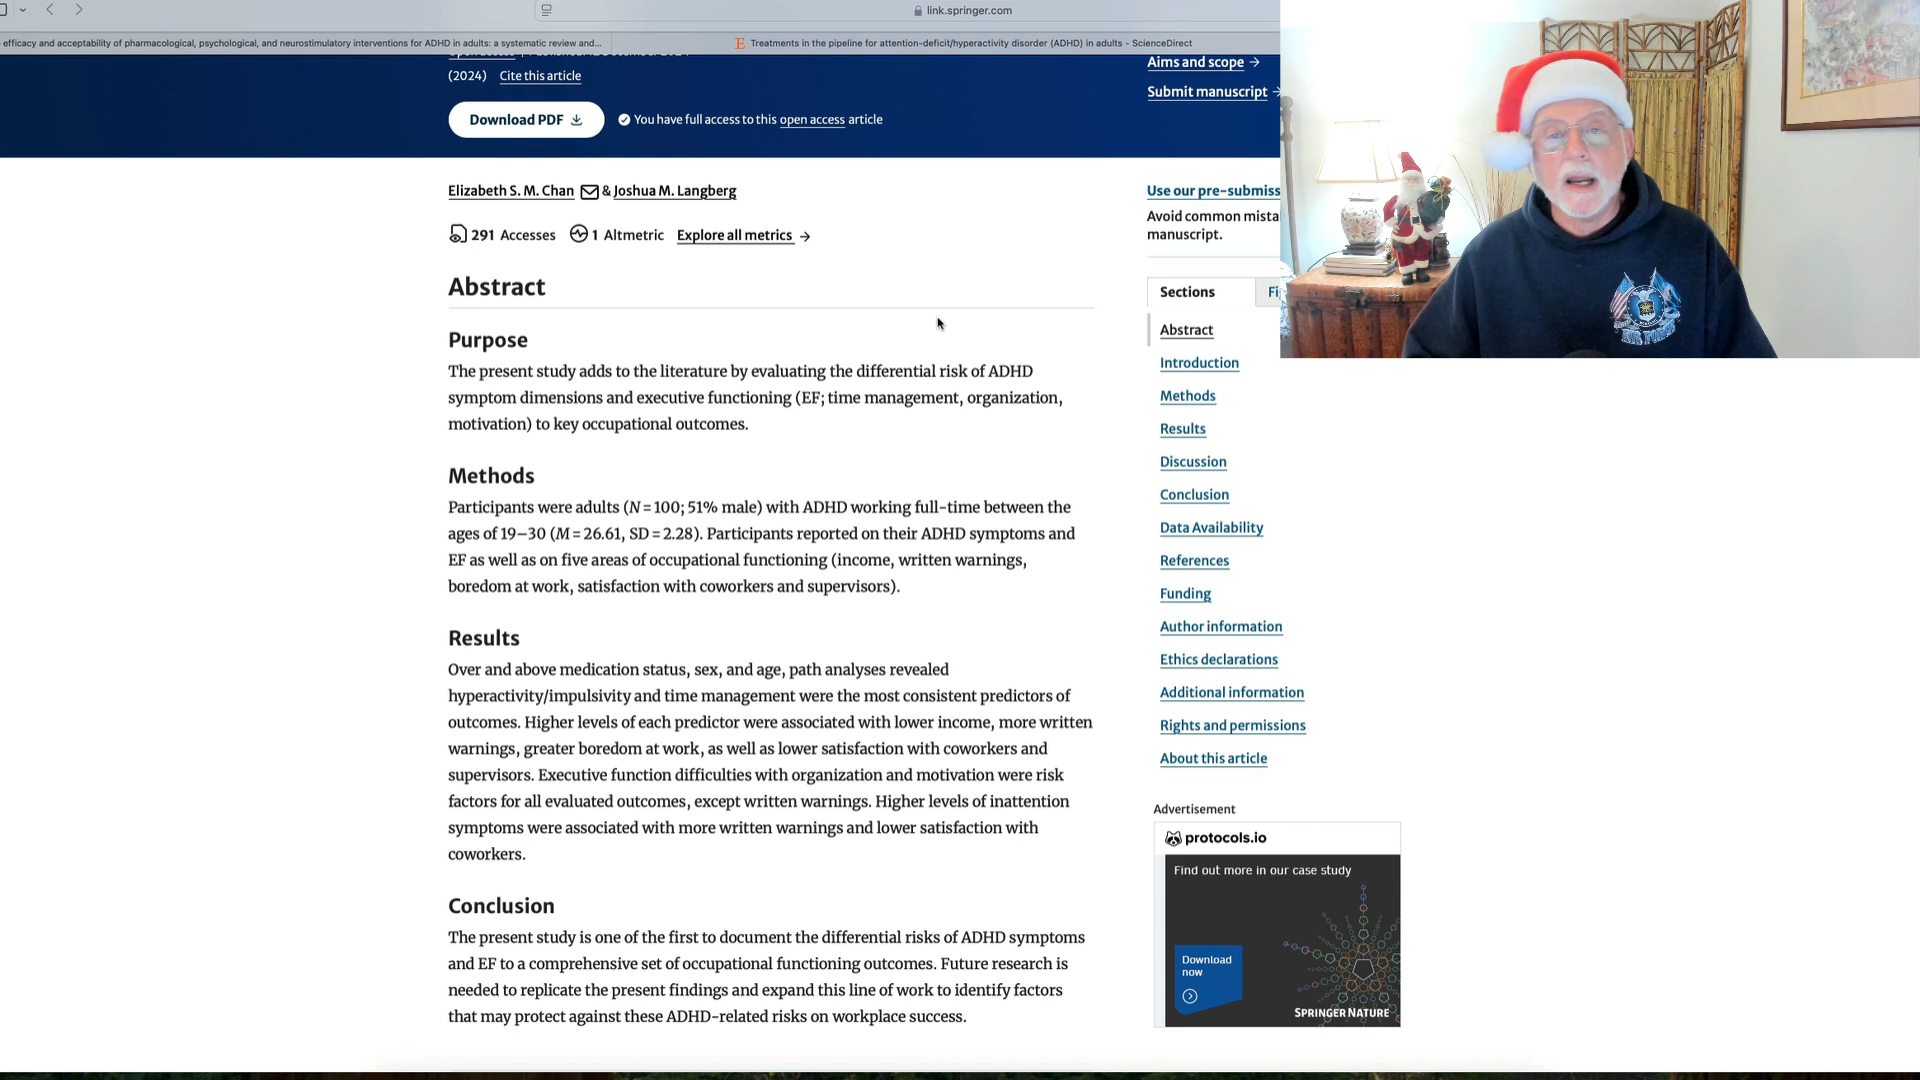 link.springer.com
efficacy and acceptability of pharmacological, psychological, and neurostimulatory interventions for ADHD in adults: a systematic review and...
Treatments in the pipeline for attention-deficit/hyperactivity disorder (ADHD) in adults - ScienceDirect
(2024) Cite this article
Download PDF
You have full access to this open access article
Aims and scope →
Submit manuscript →
Elizabeth S. M. Chan & Joshua M. Langberg
291 Accesses 1 Altmetric Explore all metrics →
Abstract
Purpose
The present study adds to the literature by evaluating the differential risk of ADHD
symptom dimensions and executive functioning (EF; time management, organization,
motivation) to key occupational outcomes.
Methods
Participants were adults (N = 100; 51% male) with ADHD working full-time between the
ages of 19–30 (M = 26.61, SD = 2.28). Participants reported on their ADHD symptoms and
EF as well as on five areas of occupational functioning (income, written warnings,
boredom at work, satisfaction with coworkers and supervisors).
Results
Over and above medication status, sex, and age, path analyses revealed
hyperactivity/impulsivity and time management were the most consistent predictors of
outcomes. Higher levels of each predictor were associated with lower income, more written
warnings, greater boredom at work, as well as lower satisfaction with coworkers and
supervisors. Executive function difficulties with organization and motivation were risk
factors for all evaluated outcomes, except written warnings. Higher levels of inattention
symptoms were associated with more written warnings and lower satisfaction with
coworkers.
Conclusion
The present study is one of the first to document the differential risks of ADHD symptoms
and EF to a comprehensive set of occupational functioning outcomes. Future research is
needed to replicate the present findings and expand this line of work to identify factors
that may protect against these ADHD-related risks on workplace success.
Use our pre-submiss
Avoid common mista
manuscript.
Sections Fi
Abstract
Introduction
Methods
Results
Discussion
Conclusion
Data Availability
References
Funding
Author information
Ethics declarations
Additional information
Rights and permissions
About this article
Advertisement
protocols.io
Find out more in our case study
Download
now
SPRINGER NATURE
AIR FORCE